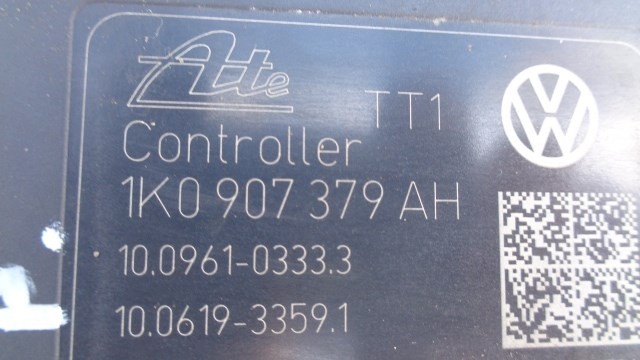 Ate
TT1
Controller
1K0 907 379 AH
10.0961-0333.3
10.0619-3359.1